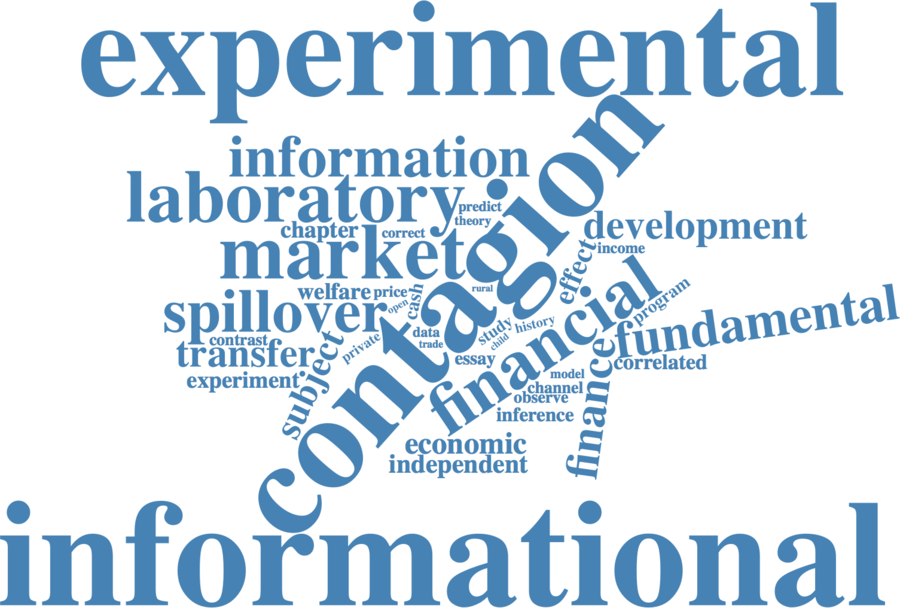 experimental
information
laboratory
predict
theory
contagion
development
chapter
correct
market
income
effect
rural
welfare
price
cash
open
financial
program
spillover
fundamental
contrast
data
trade
study
history
child
private
transfer
essay
correlated
experiment
subject
model
channel
observe
finance
inference
economic
independent
informational